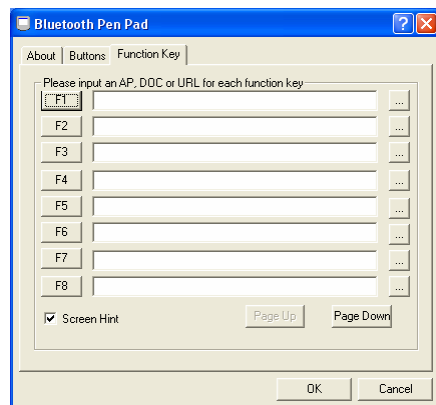 Bluetooth Pen Pad
About Buttons Function Key
Please input an AP, DOC or URL for each function key
F1 ...
F2 ...
F3 ...
F4 ...
F5 ...
F6 ...
F7 ...
F8 ...
Screen Hint Page Up Page Down
OK Cancel